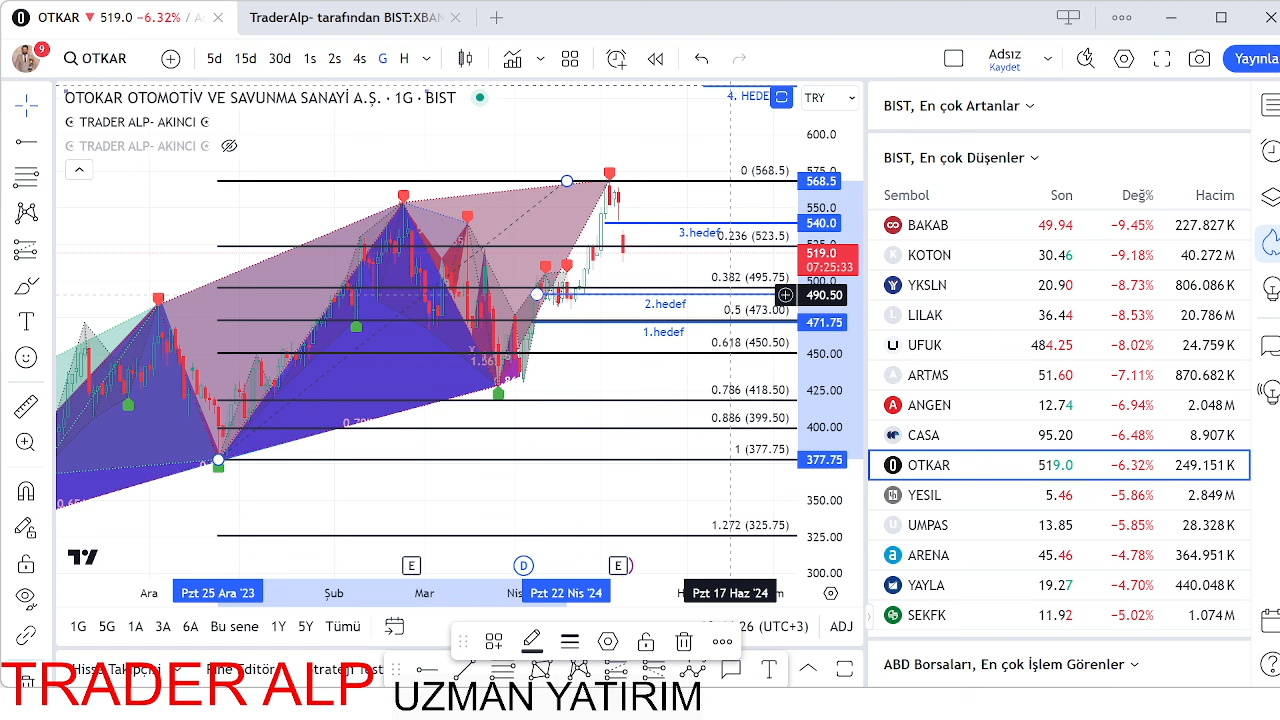 OTKAR ▼ 519.0 −6.32% / A
TraderAlp- tarafından BIST:XBAN
9
OTKAR
5d 15d 30d 1s 2s 4s G H
Adsız
Kaydet
Yayınla
OTOKAR OTOMOTİV VE SAVUNMA SANAYİ A.Ş. · 1G · BIST
TRADER ALP- AKINCI
TRADER ALP- AKINCI
4. HEDE
TRY
600.0
568.5
550.0
540.0
519.0
07:25:33
490.50
471.75
450.00
425.00
400.00
377.75
350.00
325.00
300.00
0 (568.5)
3.hedef
0.236 (523.5)
0.382 (495.75)
2.hedef
0.5 (473.00)
1.hedef
0.618 (450.50)
0.786 (418.50)
0.886 (399.50)
1 (377.75)
1.272 (325.75)
E D E
Ara
Pzt 25 Ara '23
Şub
Mar
Nis
Pzt 22 Nis '24
Pzt 17 Haz '24
1G 5G 1A 3A 6A Bu sene 1Y 5Y Tümü
(UTC+3)
ADJ
BIST, En çok Artanlar
BIST, En çok Düşenler
Sembol Son Değ% Hacim
BAKAB 49.94 −9.45% 227.827 K
KOTON 30.46 −9.18% 40.272 M
YKSLN 20.90 −8.73% 806.086 K
LILAK 36.44 −8.53% 20.786 M
UFUK 484.25 −8.02% 24.759 K
ARTMS 51.60 −7.11% 870.682 K
ANGEN 12.74 −6.94% 2.048 M
CASA 95.20 −6.48% 8.907 K
OTKAR 519.0 −6.32% 249.151 K
YESIL 5.46 −5.86% 2.849 M
UMPAS 13.85 −5.85% 28.328 K
ARENA 45.46 −4.78% 364.951 K
YAYLA 19.27 −4.70% 440.048 K
SEKFK 11.92 −5.02% 1.074 M
ABD Borsaları, En çok İşlem Görenler
TRADER ALP
UZMAN YATIRIM